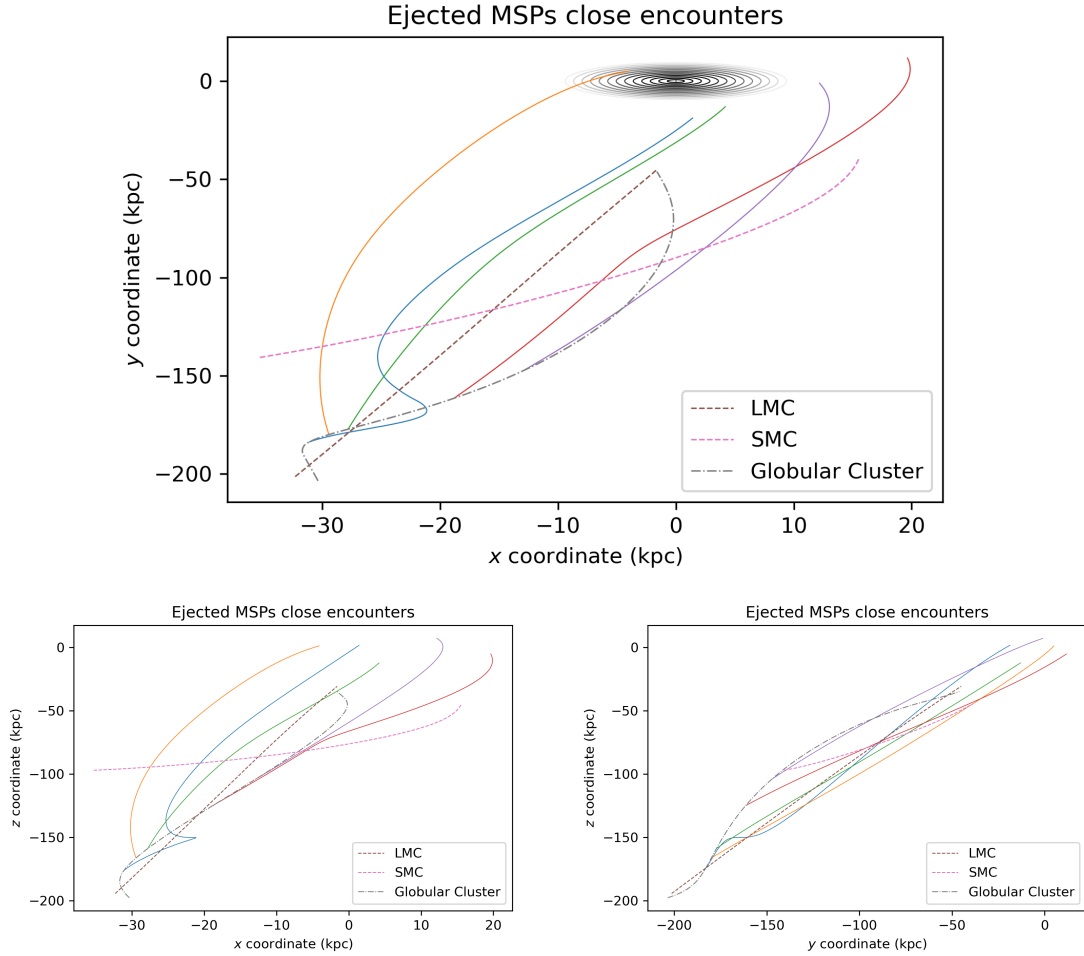 Ejected MSPs close encounters
0
−50
−100
−150
−200
y coordinate (kpc)
LMC
SMC
Globular Cluster
−30 −20 −10 0 10 20
x coordinate (kpc)
Ejected MSPs close encounters
0
−50
−100
−150
−200
z coordinate (kpc)
LMC
SMC
Globular Cluster
−30 −20 −10 0 10 20
x coordinate (kpc)
Ejected MSPs close encounters
0
−50
−100
−150
−200
z coordinate (kpc)
LMC
SMC
Globular Cluster
−200 −150 −100 −50 0
y coordinate (kpc)